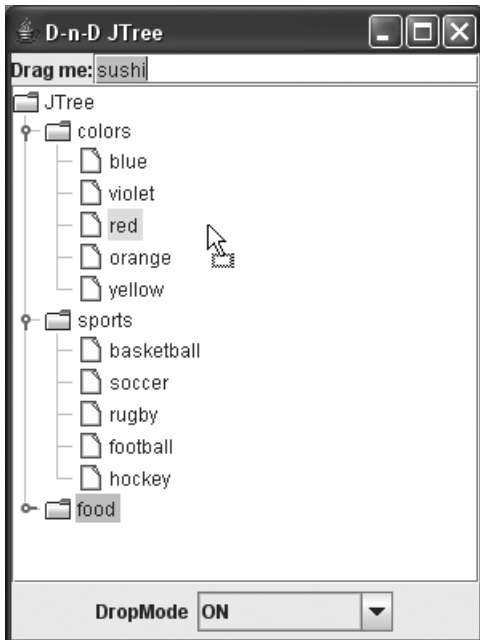 D-n-D JTree
Drag me: sushi
JTree
colors
blue
violet
red
orange
yellow
sports
basketball
soccer
rugby
football
hockey
food
DropMode ON